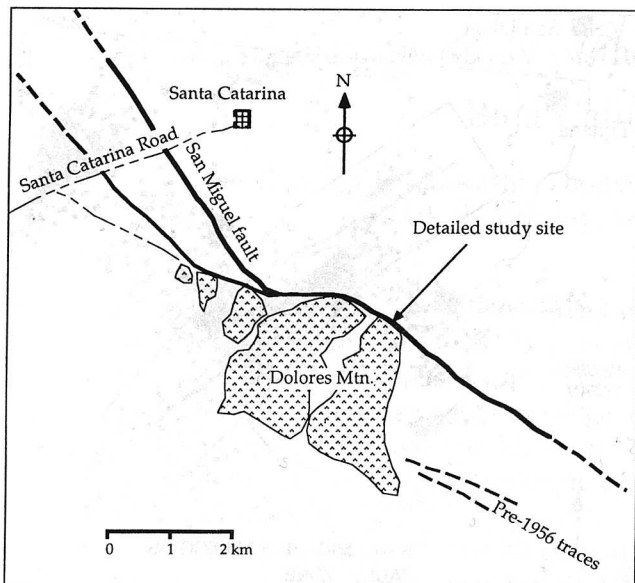 Santa Catarina
N
Santa Catarina Road
San Miguel fault
Detailed study site
Dolores Mtn.
Pre-1956 traces
0 1 2 km